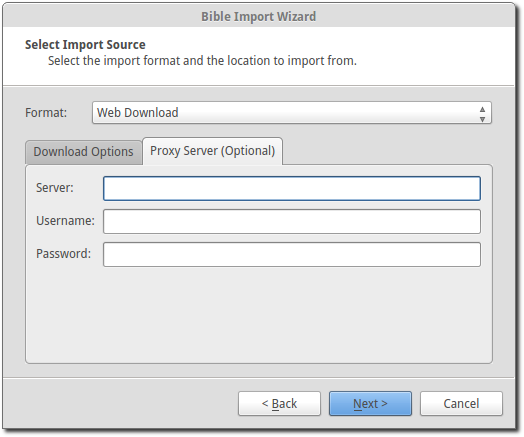 Bible Import Wizard
Select Import Source
Select the import format and the location to import from.
Format: Web Download
Download Options Proxy Server (Optional)
Server:
Username:
Password:
< Back Next > Cancel